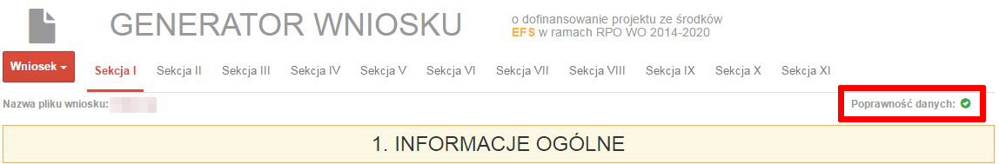 GENERATOR WNIOSKU
o dofinansowanie projektu ze środków
EFS w ramach RPO WO 2014-2020
Wniosek
Sekcja I Sekcja II Sekcja III Sekcja IV Sekcja V Sekcja VI Sekcja VII Sekcja VIII Sekcja IX Sekcja X Sekcja XI
Nazwa pliku wniosku:
Poprawność danych:
1. INFORMACJE OGÓLNE